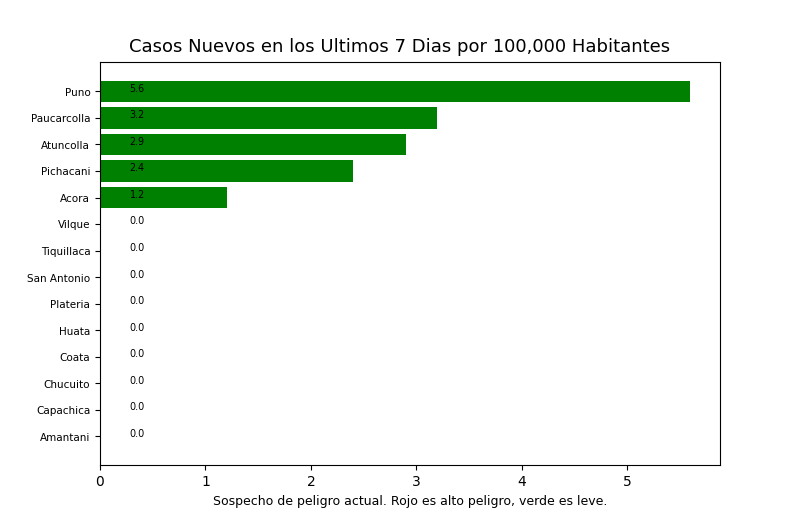 Casos Nuevos en los Ultimos 7 Dias por 100,000 Habitantes
Puno 5.6
Paucarcolla 3.2
Atuncolla 2.9
Pichacani 2.4
Acora 1.2
Vilque 0.0
Tiquillaca 0.0
San Antonio 0.0
Plateria 0.0
Huata 0.0
Coata 0.0
Chucuito 0.0
Capachica 0.0
Amantani 0.0
0 1 2 3 4 5
Sospecho de peligro actual. Rojo es alto peligro, verde es leve.